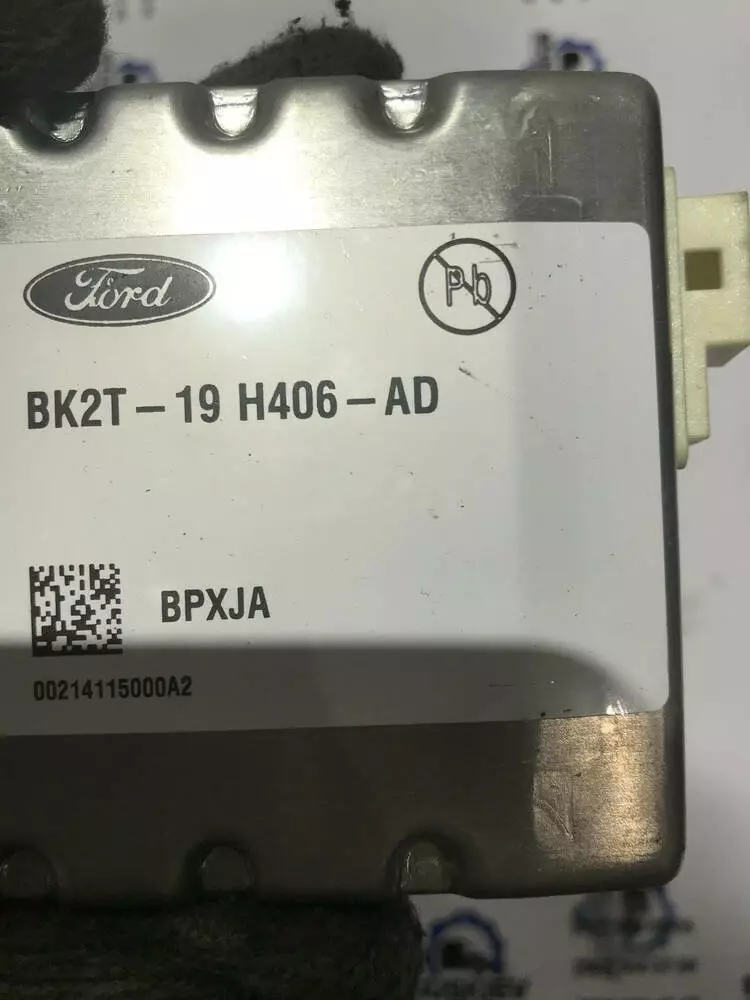 Ford
Pb
BK2T-19 H406-AD
BPXJA
00214115000A2